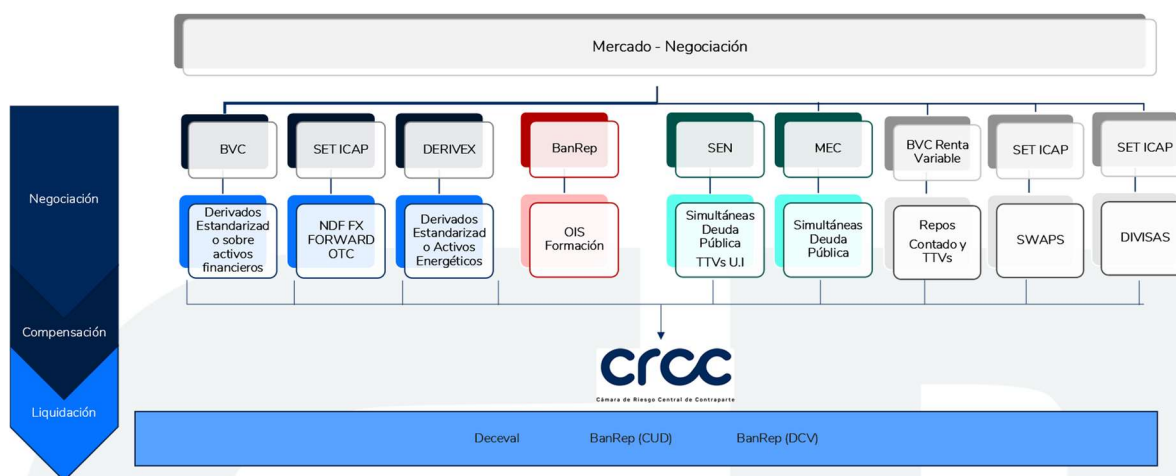 Mercado - Negociación
Negociación
Compensación
Liquidación
BVC
SET ICAP
DERIVEX
BanRep
SEN
MEC
BVC Renta
Variable
SET ICAP
SET ICAP
Derivados
Estandarizad
o sobre
activos
financieros
NDF FX
FORWARD
OTC
Derivados
Estandarizad
o Activos
Energéticos
OIS
Formación
Simultáneas
Deuda
Pública
TTVs U.I
Simultáneas
Deuda
Pública
Repos
Contado y
TTVs
SWAPS
DIVISAS
crcc
Cámara de Riesgo Central de Contraparte
Deceval
BanRep (CUD)
BanRep (DCV)